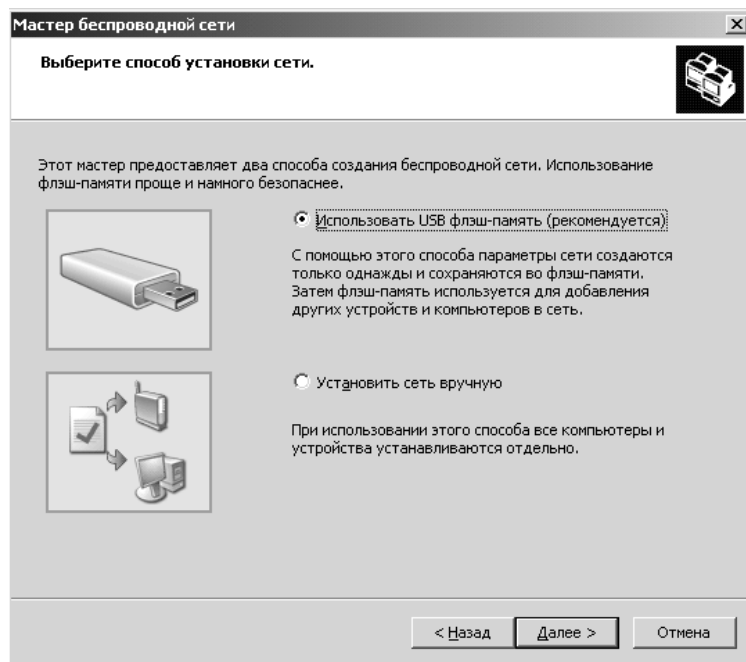 Мастер беспроводной сети
Выберите способ установки сети.
Этот мастер предоставляет два способа создания беспроводной сети. Использование
флэш-памяти проще и намного безопаснее.
Использовать USB флэш-память (рекомендуется)
С помощью этого способа параметры сети создаются
только однажды и сохраняются во флэш-памяти.
Затем флэш-память используется для добавления
других устройств и компьютеров в сеть.
Установить сеть вручную
При использовании этого способа все компьютеры и
устройства устанавливаются отдельно.
< Назад Далее > Отмена